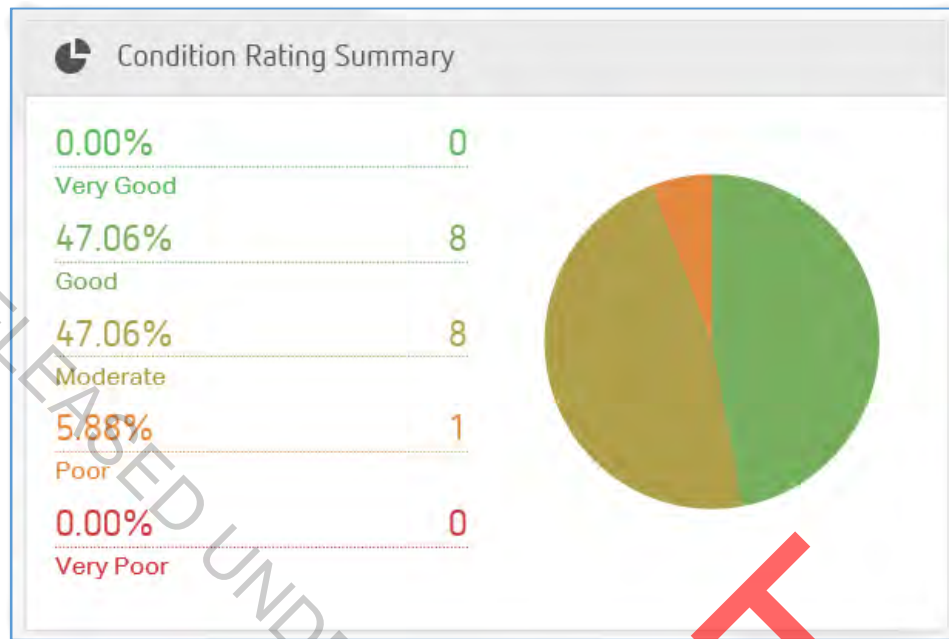 Condition Rating Summary
0.00% 0
Very Good
47.06% 8
Good
47.06% 8
Moderate
5.88% 1
Poor
0.00% 0
Very Poor